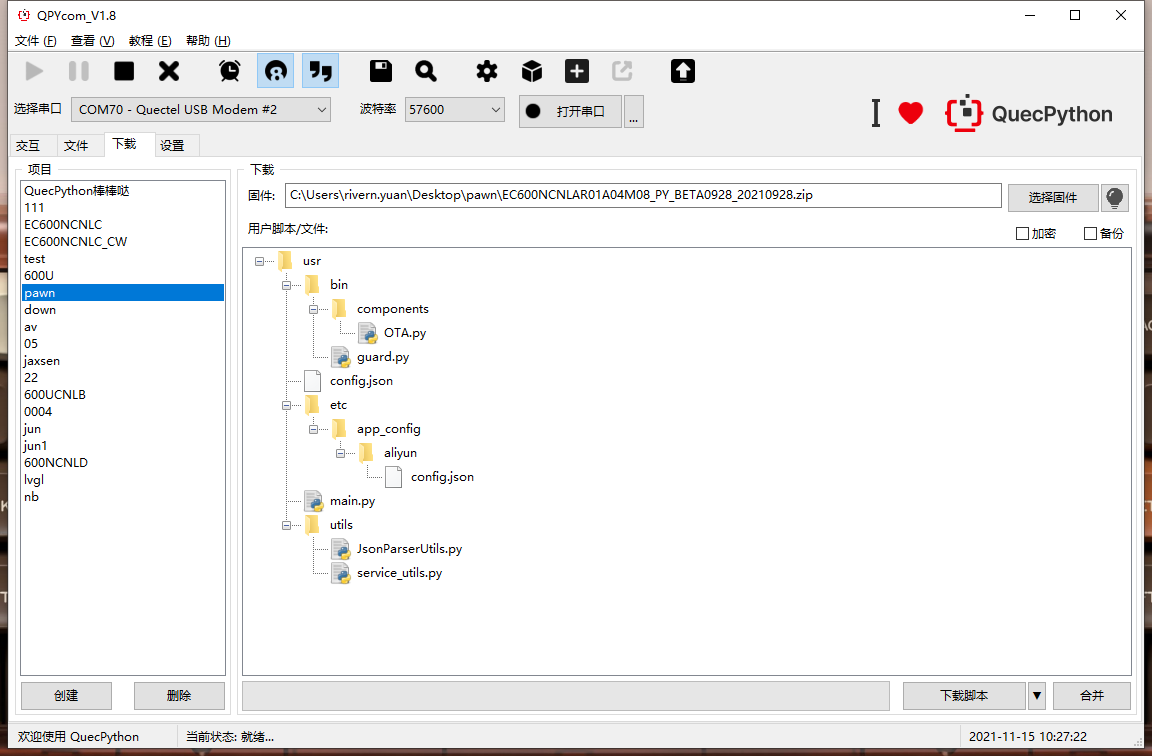 QPYcom_V1.8
文件 (F) 查看 (V) 教程 (E) 帮助 (H)
选择串口 COM70 - Quectel USB Modem #2 波特率 57600 打开串口 ... I QuecPython
交互 文件 下载 设置
项目
QuecPython棒棒哒
111
EC600NCNLC
EC600NCNLC_CW
test
600U
pawn
down
av
05
jaxsen
22
600UCNLB
0004
jun
jun1
600NCNLD
lvgl
nb
创建 删除
下载
固件: C:\Users\rivern.yuan\Desktop\pawn\EC600NCNLAR01A04M08_PY_BETA0928_20210928.zip 选择固件
用户脚本/文件: 加密 备份
usr
bin
components
OTA.py
guard.py
config.json
etc
app_config
aliyun
config.json
main.py
utils
JsonParserUtils.py
service_utils.py
下载脚本 合并
欢迎使用 QuecPython 当前状态: 就绪... 2021-11-15 10:27:22